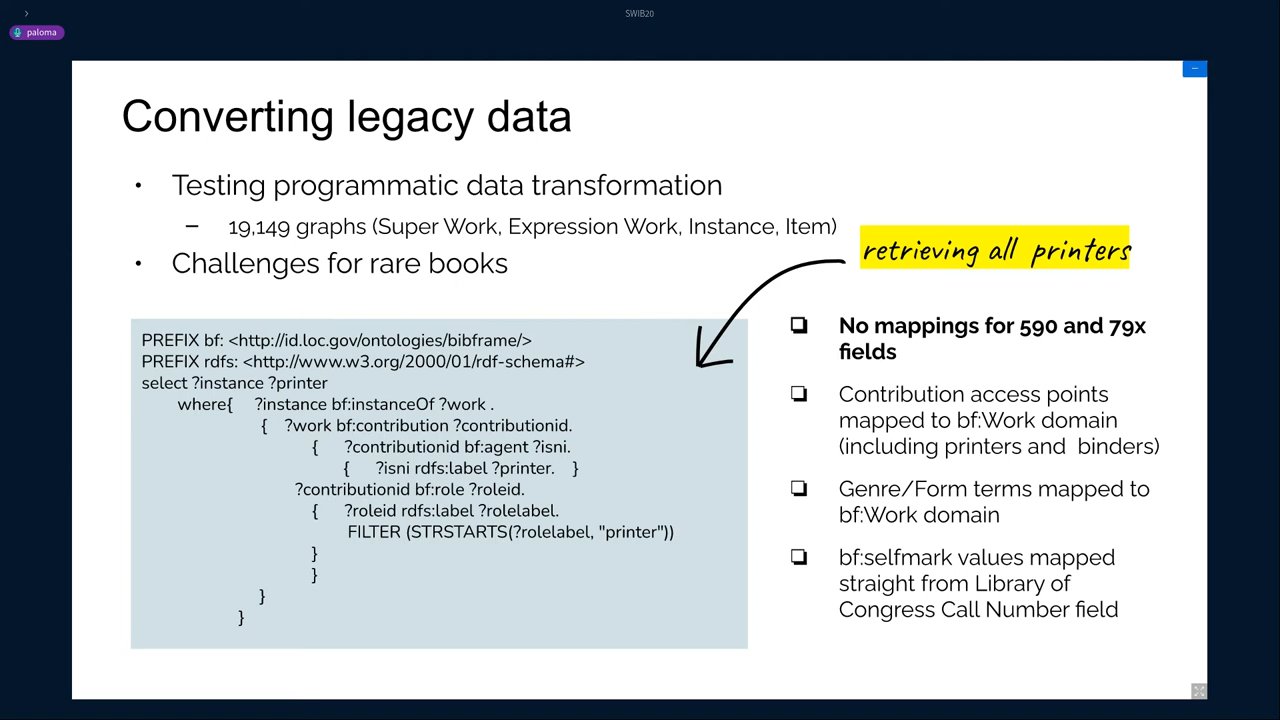 SWIB20
paloma
Converting legacy data
• Testing programmatic data transformation
– 19,149 graphs (Super Work, Expression Work, Instance, Item)
• Challenges for rare books
retrieving all printers
PREFIX bf: <http://id.loc.gov/ontologies/bibframe/>
PREFIX rdfs: <http://www.w3.org/2000/01/rdf-schema#>
select ?instance ?printer
where{ ?instance bf:instanceOf ?work .
{ ?work bf:contribution ?contributionid.
{ ?contributionid bf:agent ?isni.
{ ?isni rdfs:label ?printer. }
?contributionid bf:role ?roleid.
{ ?roleid rdfs:label ?rolelabel.
FILTER (STRSTARTS(?rolelabel, "printer"))
}
}
}
}
❑ No mappings for 590 and 79x
fields
❑ Contribution access points
mapped to bf:Work domain
(including printers and binders)
❑ Genre/Form terms mapped to
bf:Work domain
❑ bf:selfmark values mapped
straight from Library of
Congress Call Number field